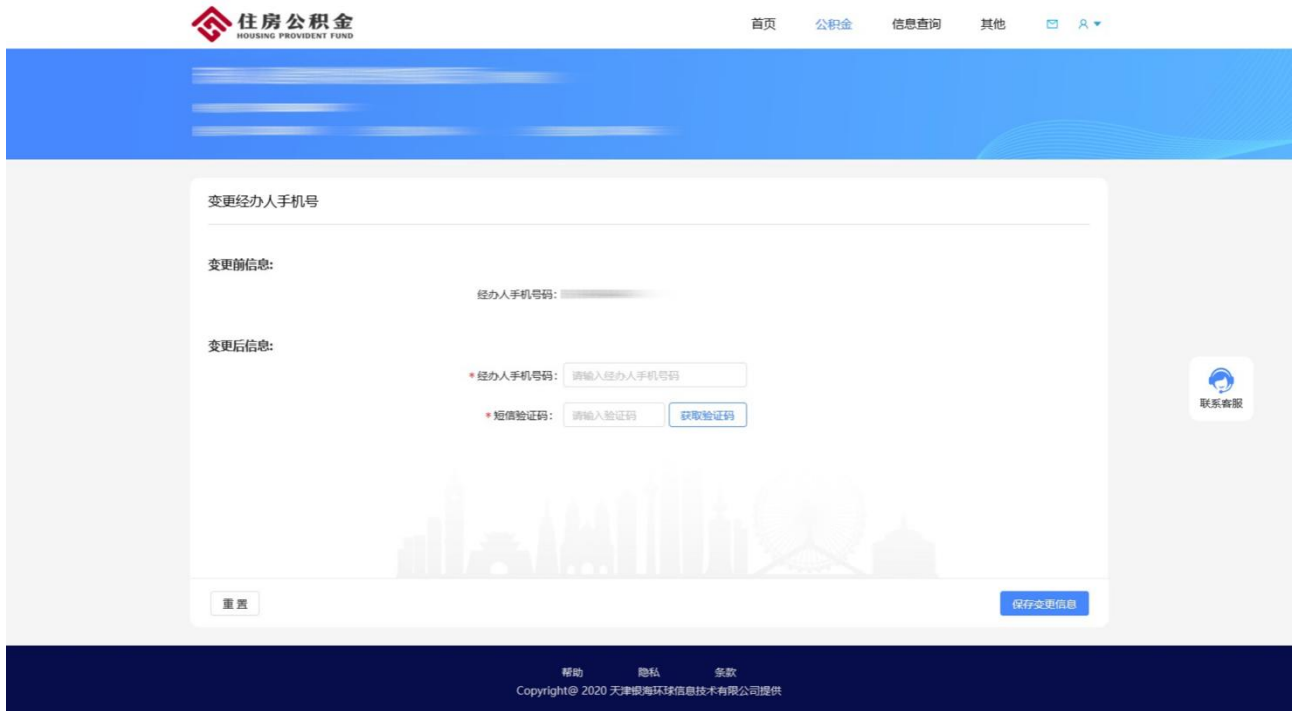 住房公积金
HOUSING PROVIDENT FUND
首页 公积金 信息查询 其他
变更经办人手机号
变更前信息:
经办人手机号码:
变更后信息:
*经办人手机号码: 请输入经办人手机号码
*短信验证码: 请输入验证码 获取验证码
联系客服
重置 保存变更信息
帮助 隐私 条款
Copyright@ 2020 天津银海环球信息技术有限公司提供